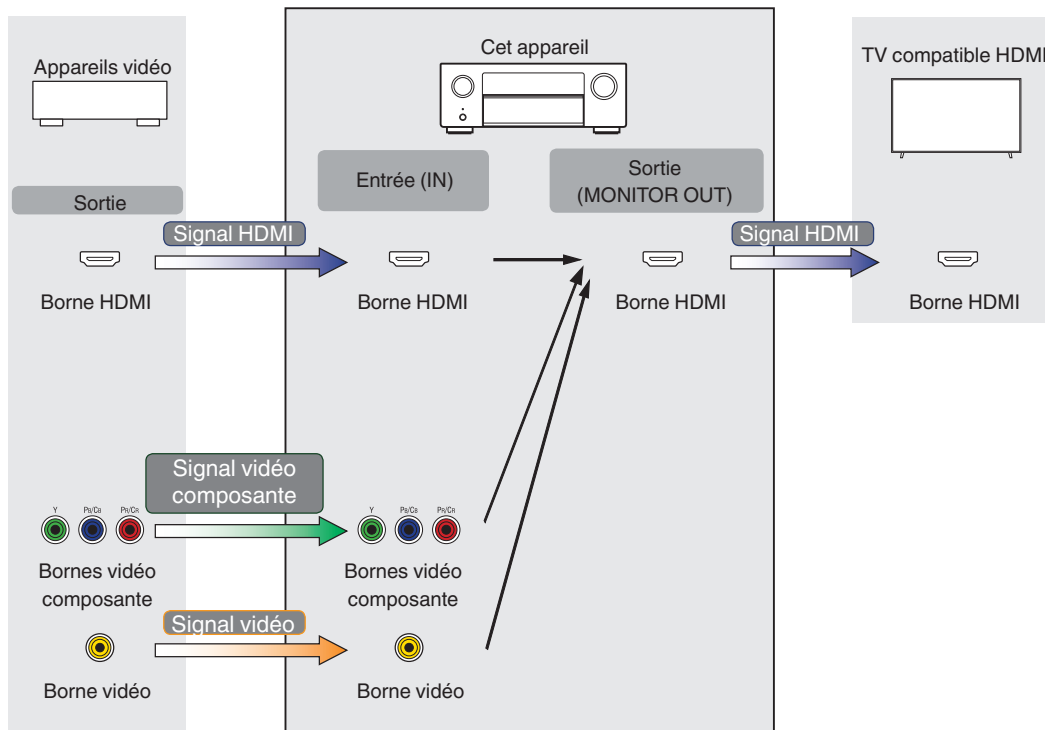 Cet appareil
Appareils vidéo
TV compatible HDMI
Entrée (IN)
Sortie
(MONITOR OUT)
Sortie
Signal HDMI
Signal HDMI
Borne HDMI
Borne HDMI
Borne HDMI
Borne HDMI
Signal vidéo
composante
Y PB/CB PR/CR
Y PB/CB PR/CR
Bornes vidéo
composante
Bornes vidéo
composante
Signal vidéo
Borne vidéo
Borne vidéo